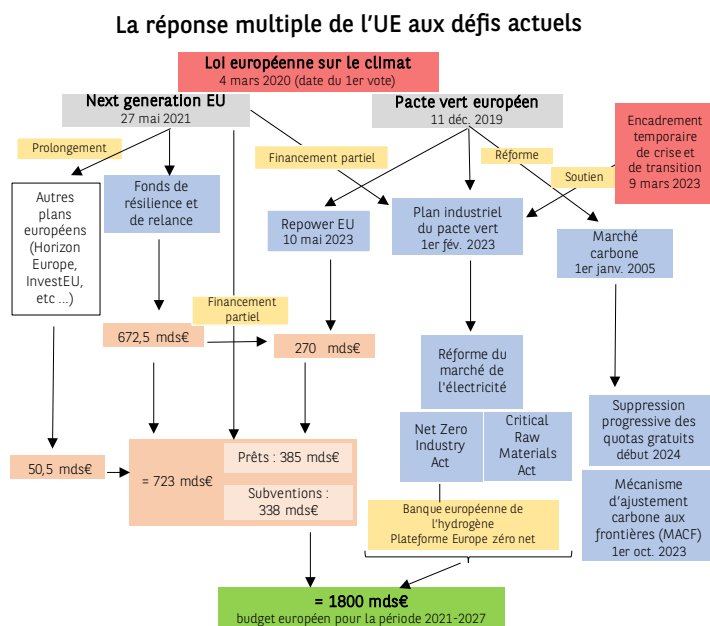 La réponse multiple de l'UE aux défis actuels
Loi européenne sur le climat
4 mars 2020 (date du 1er vote)
Next generation EU
27 mai 2021
Pacte vert européen
11 déc. 2019
Encadrement
temporaire
de crise et
de transition
9 mars 2023
Prolongement
Financement partiel
Réforme
Soutien
Autres
plans
européens
(Horizon
Europe,
InvestEU,
etc ...)
Fonds de
résilience et
de relance
Repower EU
10 mai 2023
Plan industriel
du pacte vert
1er fév. 2023
Marché
carbone
1er janv. 2005
Financement
partiel
672,5 mds€
270 mds€
Réforme du
marché de
l'électricité
Net Zero
Industry
Act
Critical
Raw
Materials
Act
Suppression
progressive des
quotas gratuits
début 2024
50,5 mds€
= 723 mds€
Prêts : 385 mds€
Subventions :
338 mds€
Banque européenne de
l'hydrogène
Plateforme Europe zéro net
Mécanisme
d'ajustement
carbone aux
frontières (MACF)
1er oct. 2023
= 1800 mds€
budget européen pour la période 2021-2027